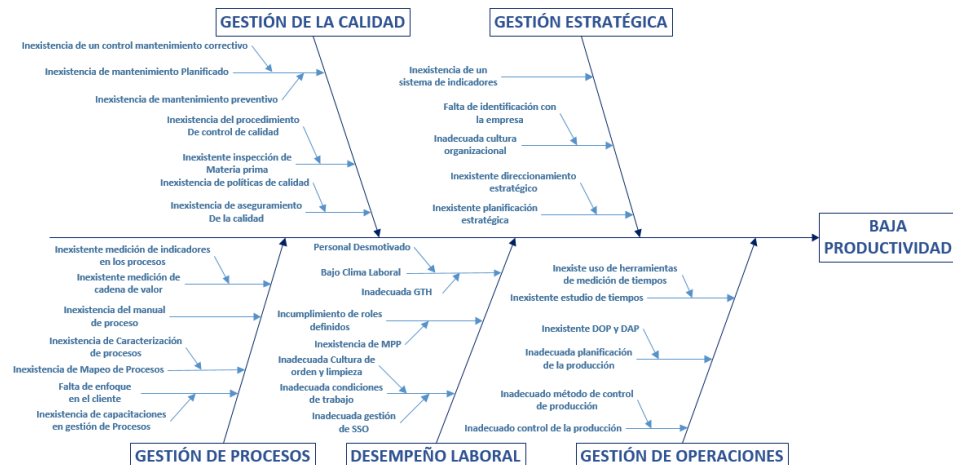 GESTIÓN DE LA CALIDAD
Inexistencia de un control mantenimiento correctivo
Inexistencia de mantenimiento Planificado
Inexistencia de mantenimiento preventivo
Inexistencia del procedimiento
De control de calidad
Inexistente inspección de
Materia prima
Inexistencia de políticas de calidad
Inexistencia de aseguramiento
De la calidad
GESTIÓN ESTRATÉGICA
Inexistencia de un
sistema de indicadores
Falta de identificación con
la empresa
Inadecuada cultura
organizacional
Inexistente direccionamiento
estratégico
Inexistente planificación
estratégica
BAJA
PRODUCTIVIDAD
Inexistente medición de indicadores
en los procesos
Inexistente medición de
cadena de valor
Inexistencia del manual
de proceso
Inexistencia de Caracterización
de procesos
Inexistencia de Mapeo de Procesos
Falta de enfoque
en el cliente
Inexistencia de capacitaciones
en gestión de Procesos
GESTIÓN DE PROCESOS
Personal Desmotivado
Bajo Clima Laboral
Inadecuada GTH
Incumplimiento de roles
definidos
Inexistencia de MPP
Inadecuada Cultura de
orden y limpieza
Inadecuada condiciones
de trabajo
Inadecuada gestión
de SSO
DESEMPEÑO LABORAL
Inexiste uso de herramientas
de medición de tiempos
Inexistente estudio de tiempos
Inexistente DOP y DAP
Inadecuada planificación
de la producción
Inadecuado método de control
de producción
Inadecuado control de la producción
GESTIÓN DE OPERACIONES